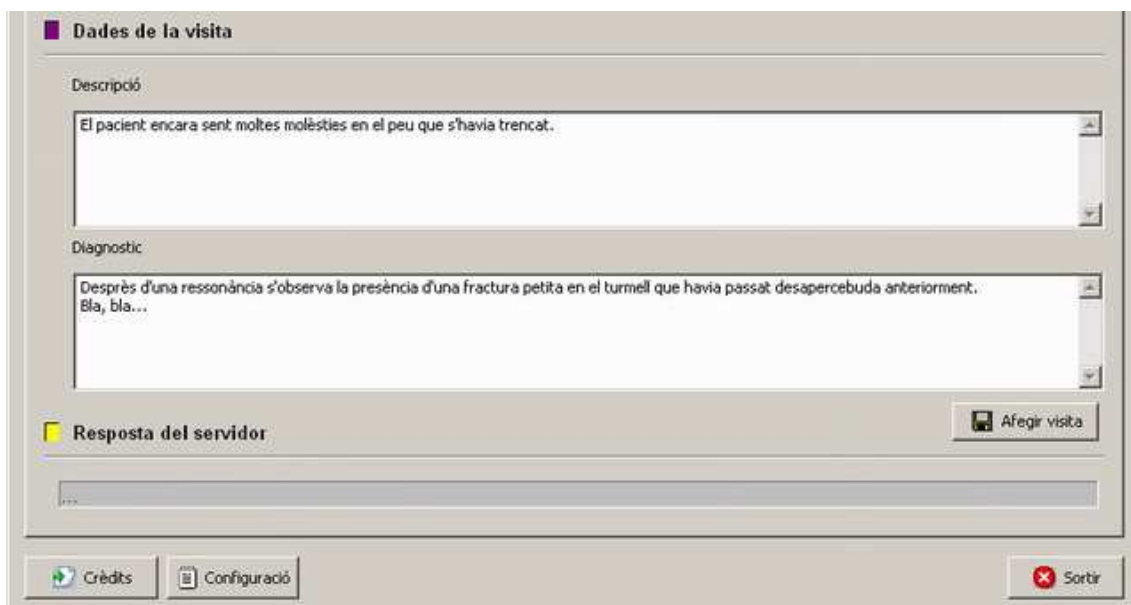 Dades de la visita
Descripció
El pacient encara sent moltes molèsties en el peu que s'havia trencat.
Diagnostic
Desprès d'una ressonància s'observa la presència d'una fractura petita en el turmell que havia passat desapercebuda anteriorment.
Bla, bla...
Afegir visita
Resposta del servidor
...
Crèdits
Configuració
Sortir